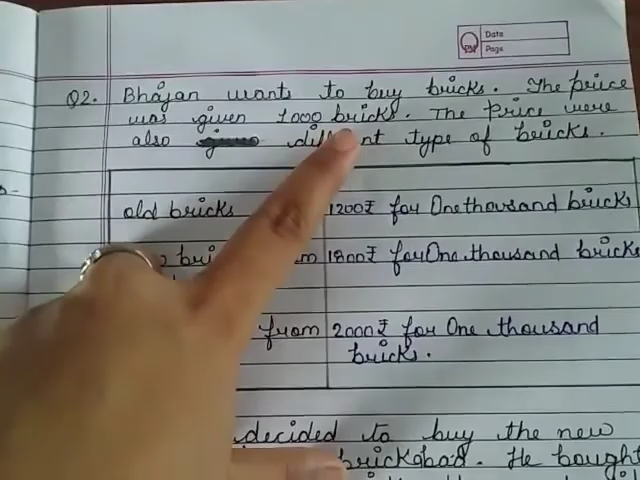 Date
Page
Q2. Bhajan wants to buy bricks. The price
was given 1000 bricks. The price were
also different type of bricks.
old bricks 1200₹ for One thousand bricks
bri m 1800₹ for One thousand bricks
from 2000₹ for One thousand
bricks.
decided to buy the new
brickabad. He bought